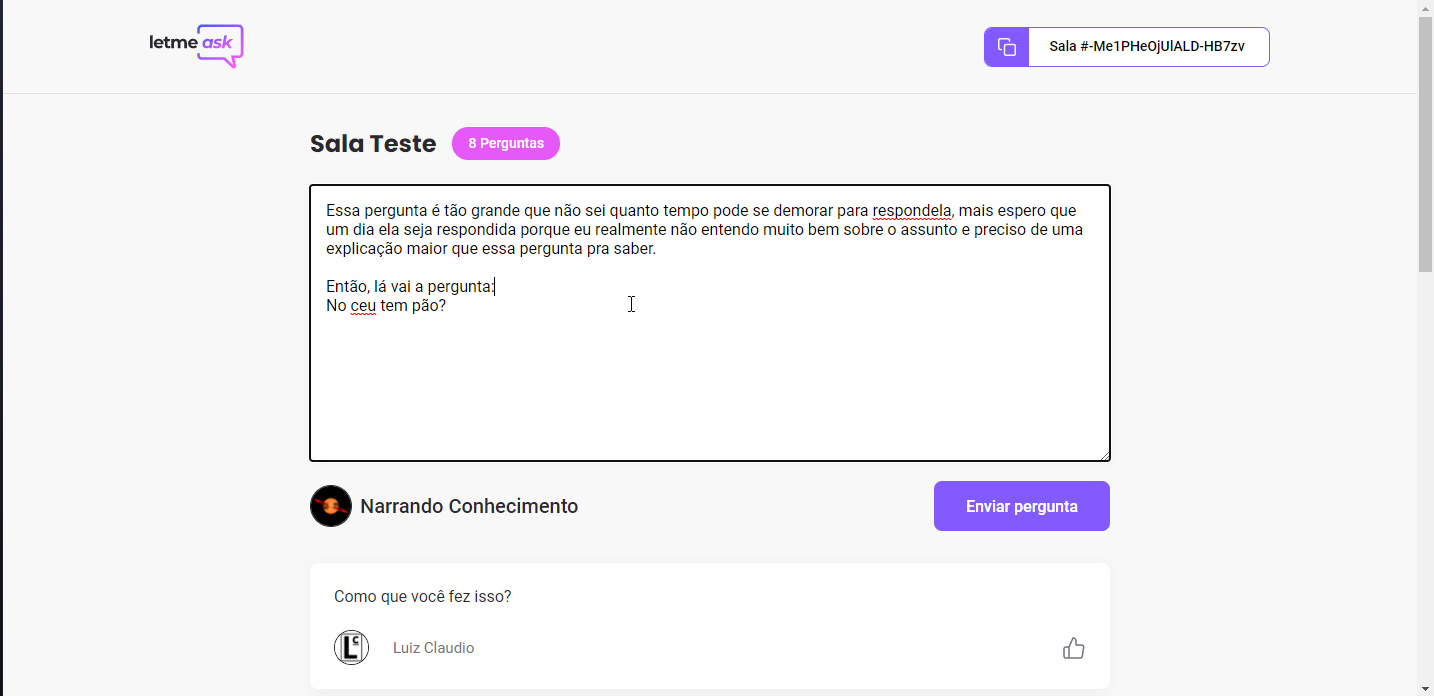 letme ask
Sala #-Me1PHeOjUlALD-HB7zv
Sala Teste
8 Perguntas
Essa pergunta é tão grande que não sei quanto tempo pode se demorar para respondela, mais espero que
um dia ela seja respondida porque eu realmente não entendo muito bem sobre o assunto e preciso de uma
explicação maior que essa pergunta pra saber.
Então, lá vai a pergunta:
No ceu tem pão?
Narrando Conhecimento
Enviar pergunta
Como que você fez isso?
Lc
Luiz Claudio